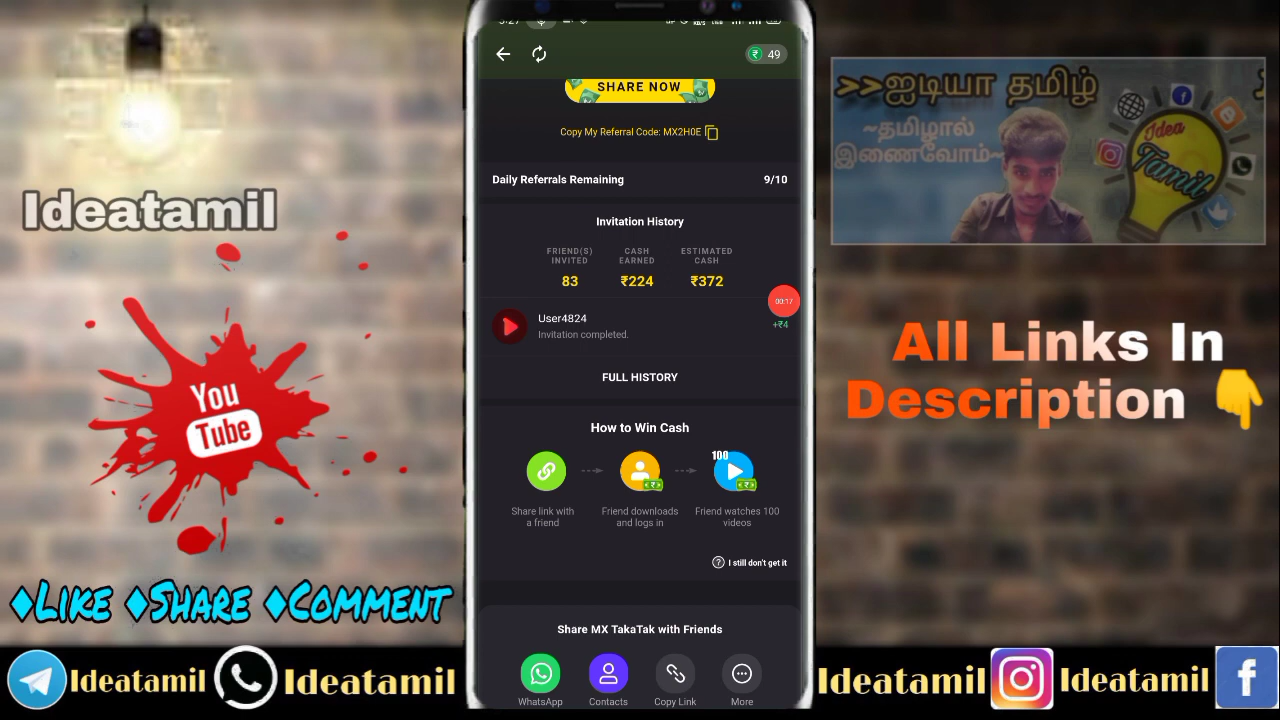 Ideatamil
You
Tube
♦LIKE ♦SHARE ♦COMMENT
Ideatamil
Ideatamil
49
SHARE NOW
Copy My Referral Code: MX2H0E
Daily Referrals Remaining 9/10
Invitation History
FRIEND(S) INVITED
CASH EARNED
ESTIMATED CASH
83 ₹224 ₹372
00:17
User4824
+₹4
Invitation completed.
FULL HISTORY
How to Win Cash
100
Share link with a friend
Friend downloads and logs in
Friend watches 100 videos
I still don't get it
Share MX TakaTak with Friends
WhatsApp Contacts Copy Link More
>>ஐடியா தமிழ்
~தமிழால்
இணைவோம்~
Idea
Tamil
All Links In
Description 👇
Ideatamil
Ideatamil